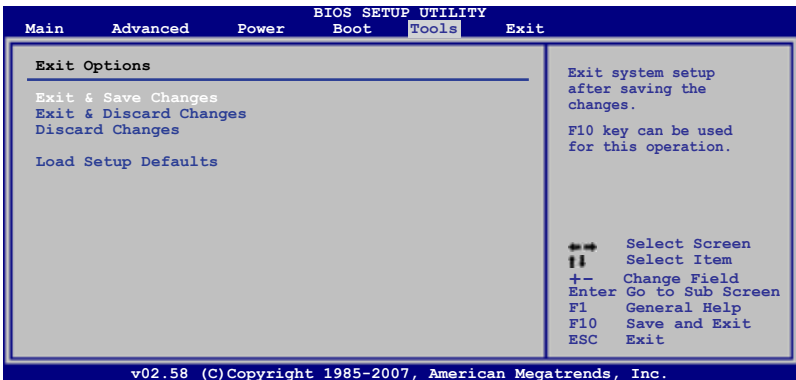 BIOS SETUP UTILITY
Main Advanced Power Boot Tools Exit
Exit Options
Exit & Save Changes
Exit & Discard Changes
Discard Changes
Load Setup Defaults
Exit system setup
after saving the
changes.
F10 key can be used
for this operation.
←→ Select Screen
↑↓ Select Item
+- Change Field
Enter Go to Sub Screen
F1 General Help
F10 Save and Exit
ESC Exit
v02.58 (C)Copyright 1985-2007, American Megatrends, Inc.